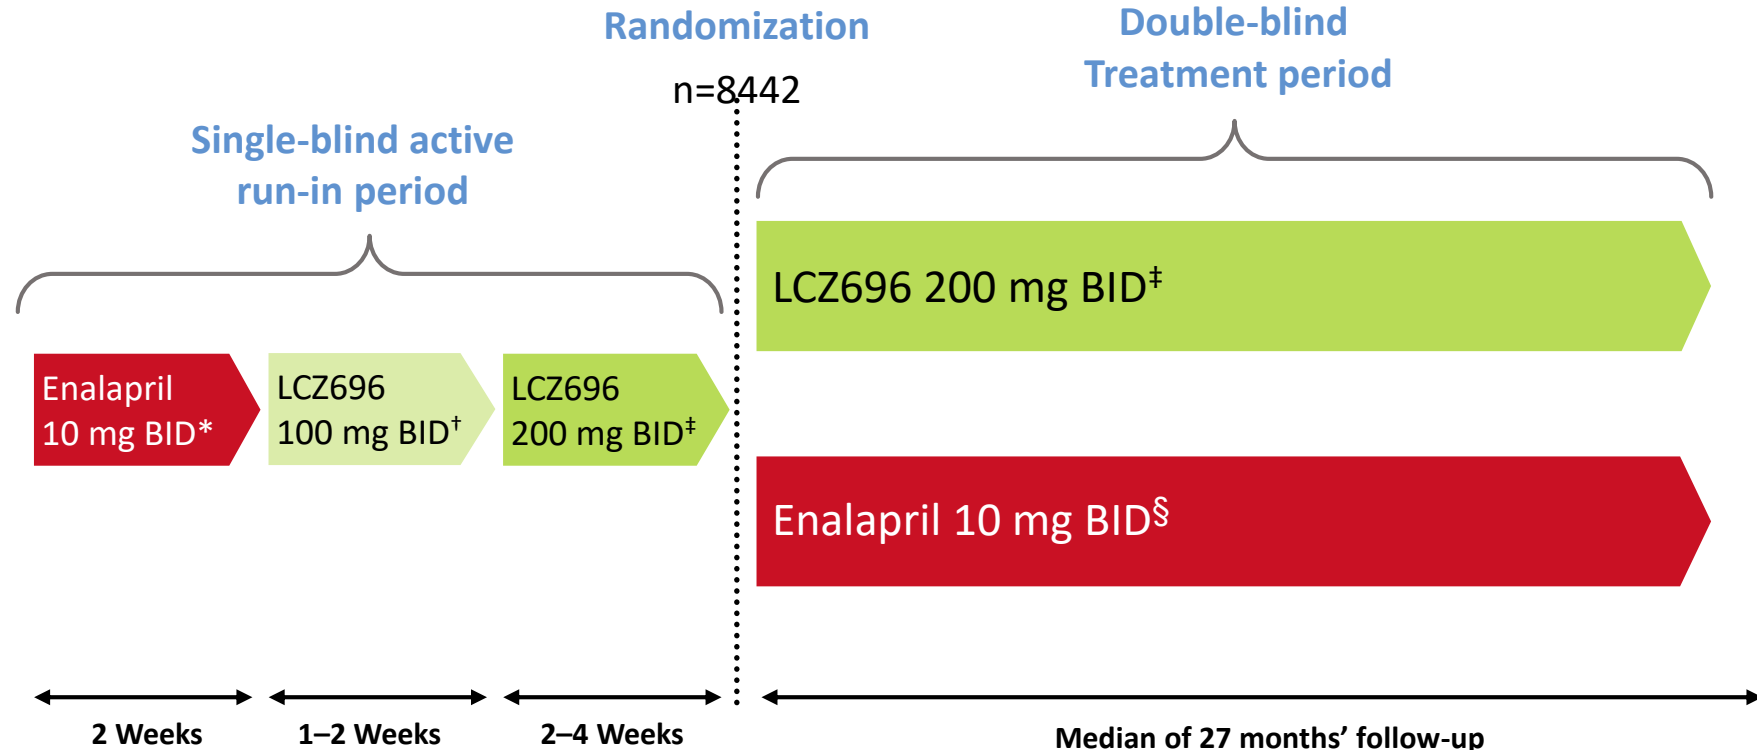 Randomization
n=8442
Double-blind
Treatment period
Single-blind active
run-in period
LCZ696 200 mg BID‡
Enalapril
10 mg BID*
LCZ696
100 mg BID†
LCZ696
200 mg BID‡
Enalapril 10 mg BID§
2 Weeks
1–2 Weeks
2–4 Weeks
Median of 27 months’ follow-up